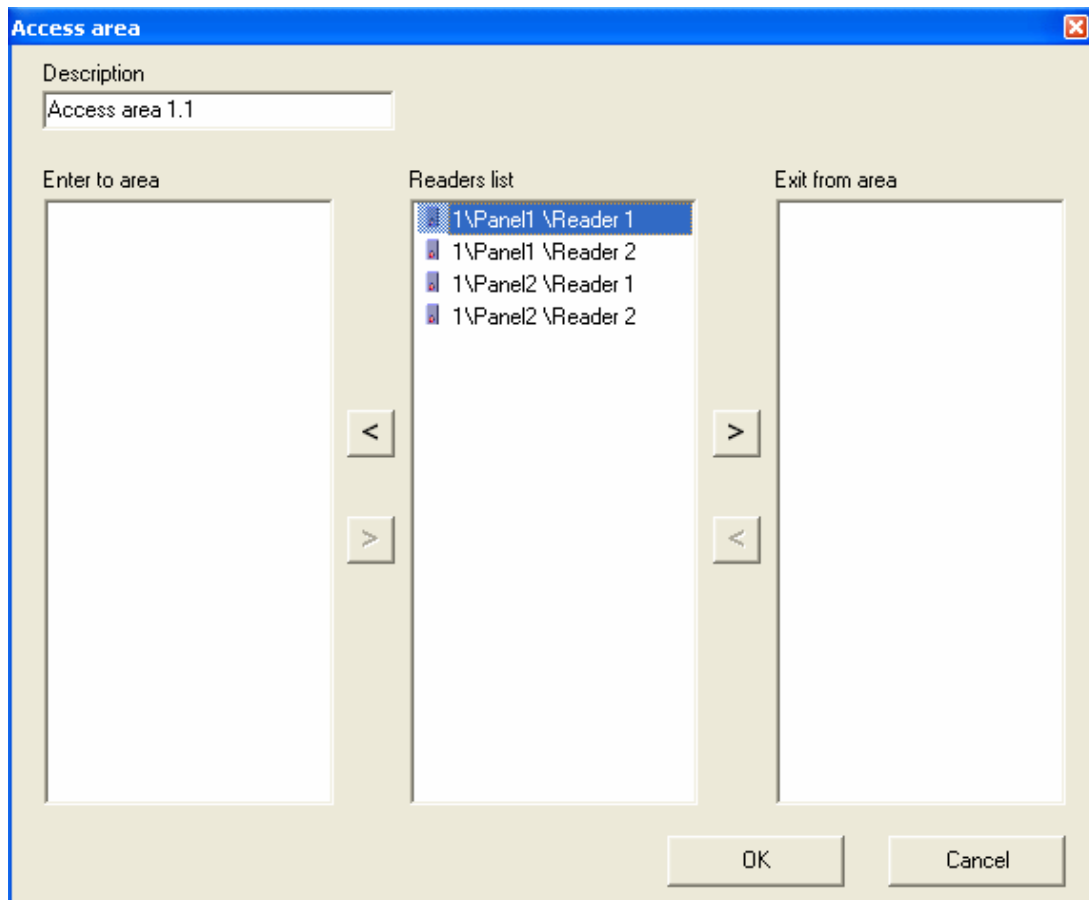 Access area
Description
Access area 1.1
Enter to area
Readers list
Exit from area
1\Panel1 \Reader 1
1\Panel1 \Reader 2
1\Panel2 \Reader 1
1\Panel2 \Reader 2
<
>
>
<
OK
Cancel